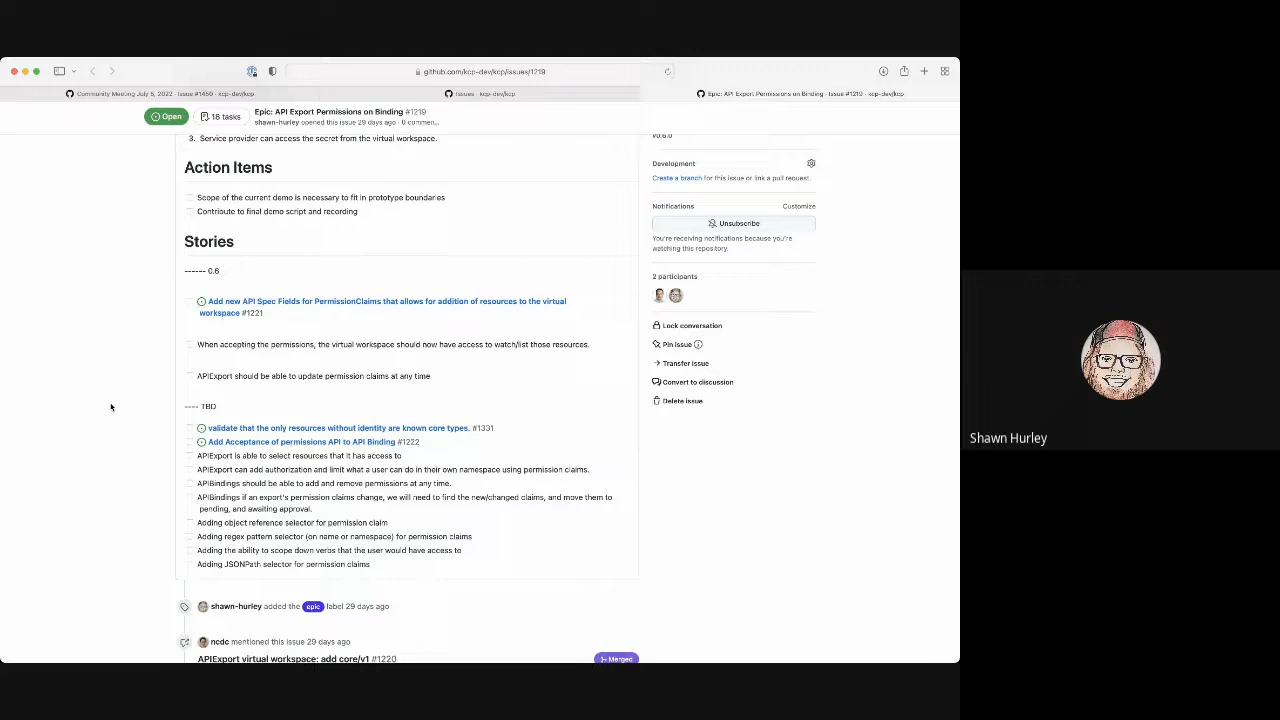 github.com/kcp-dev/kcp/issues/1219
Community Meeting July 5, 2022 · Issue #1450 · kcp-dev/kcp
Issues · kcp-dev/kcp
Epic: API Export Permissions on Binding · Issue #1219 · kcp-dev/kcp
Open
18 tasks
Epic: API Export Permissions on Binding #1219
shawn-hurley opened this issue 29 days ago · 0 commen...
3. Service provider can access the secret from the virtual workspace.
Action Items
Scope of the current demo is necessary to fit in prototype boundaries
Contribute to final demo script and recording
Stories
------ 0.6
Add new API Spec Fields for PermissionClaims that allows for addition of resources to the virtual
workspace #1221
When accepting the permissions, the virtual workspace should now have access to watch/list those resources.
APIExport should be able to update permission claims at any time
---- TBD
validate that the only resources without identity are known core types. #1331
Add Acceptance of permissions API to API Binding #1222
APIExport is able to select resources that it has access to
APIExport can add authorization and limit what a user can do in their own namespace using permission claims.
APIBindings should be able to add and remove permissions at any time.
APIBindings if an export's permission claims change, we will need to find the new/changed claims, and move them to
pending, and awaiting approval.
Adding object reference selector for permission claim
Adding regex pattern selector (on name or namespace) for permission claims
Adding the ability to scope down verbs that the user would have access to
Adding JSONPath selector for permission claims
shawn-hurley added the epic label 29 days ago
ncdc mentioned this issue 29 days ago
APIExport virtual workspace: add core/v1 #1220
Merged
v0.6.0
Development
Create a branch for this issue or link a pull request.
Notifications
Customize
Unsubscribe
You're receiving notifications because you're
watching this repository.
2 participants
Lock conversation
Pin issue
Transfer issue
Convert to discussion
Delete issue
Shawn Hurley